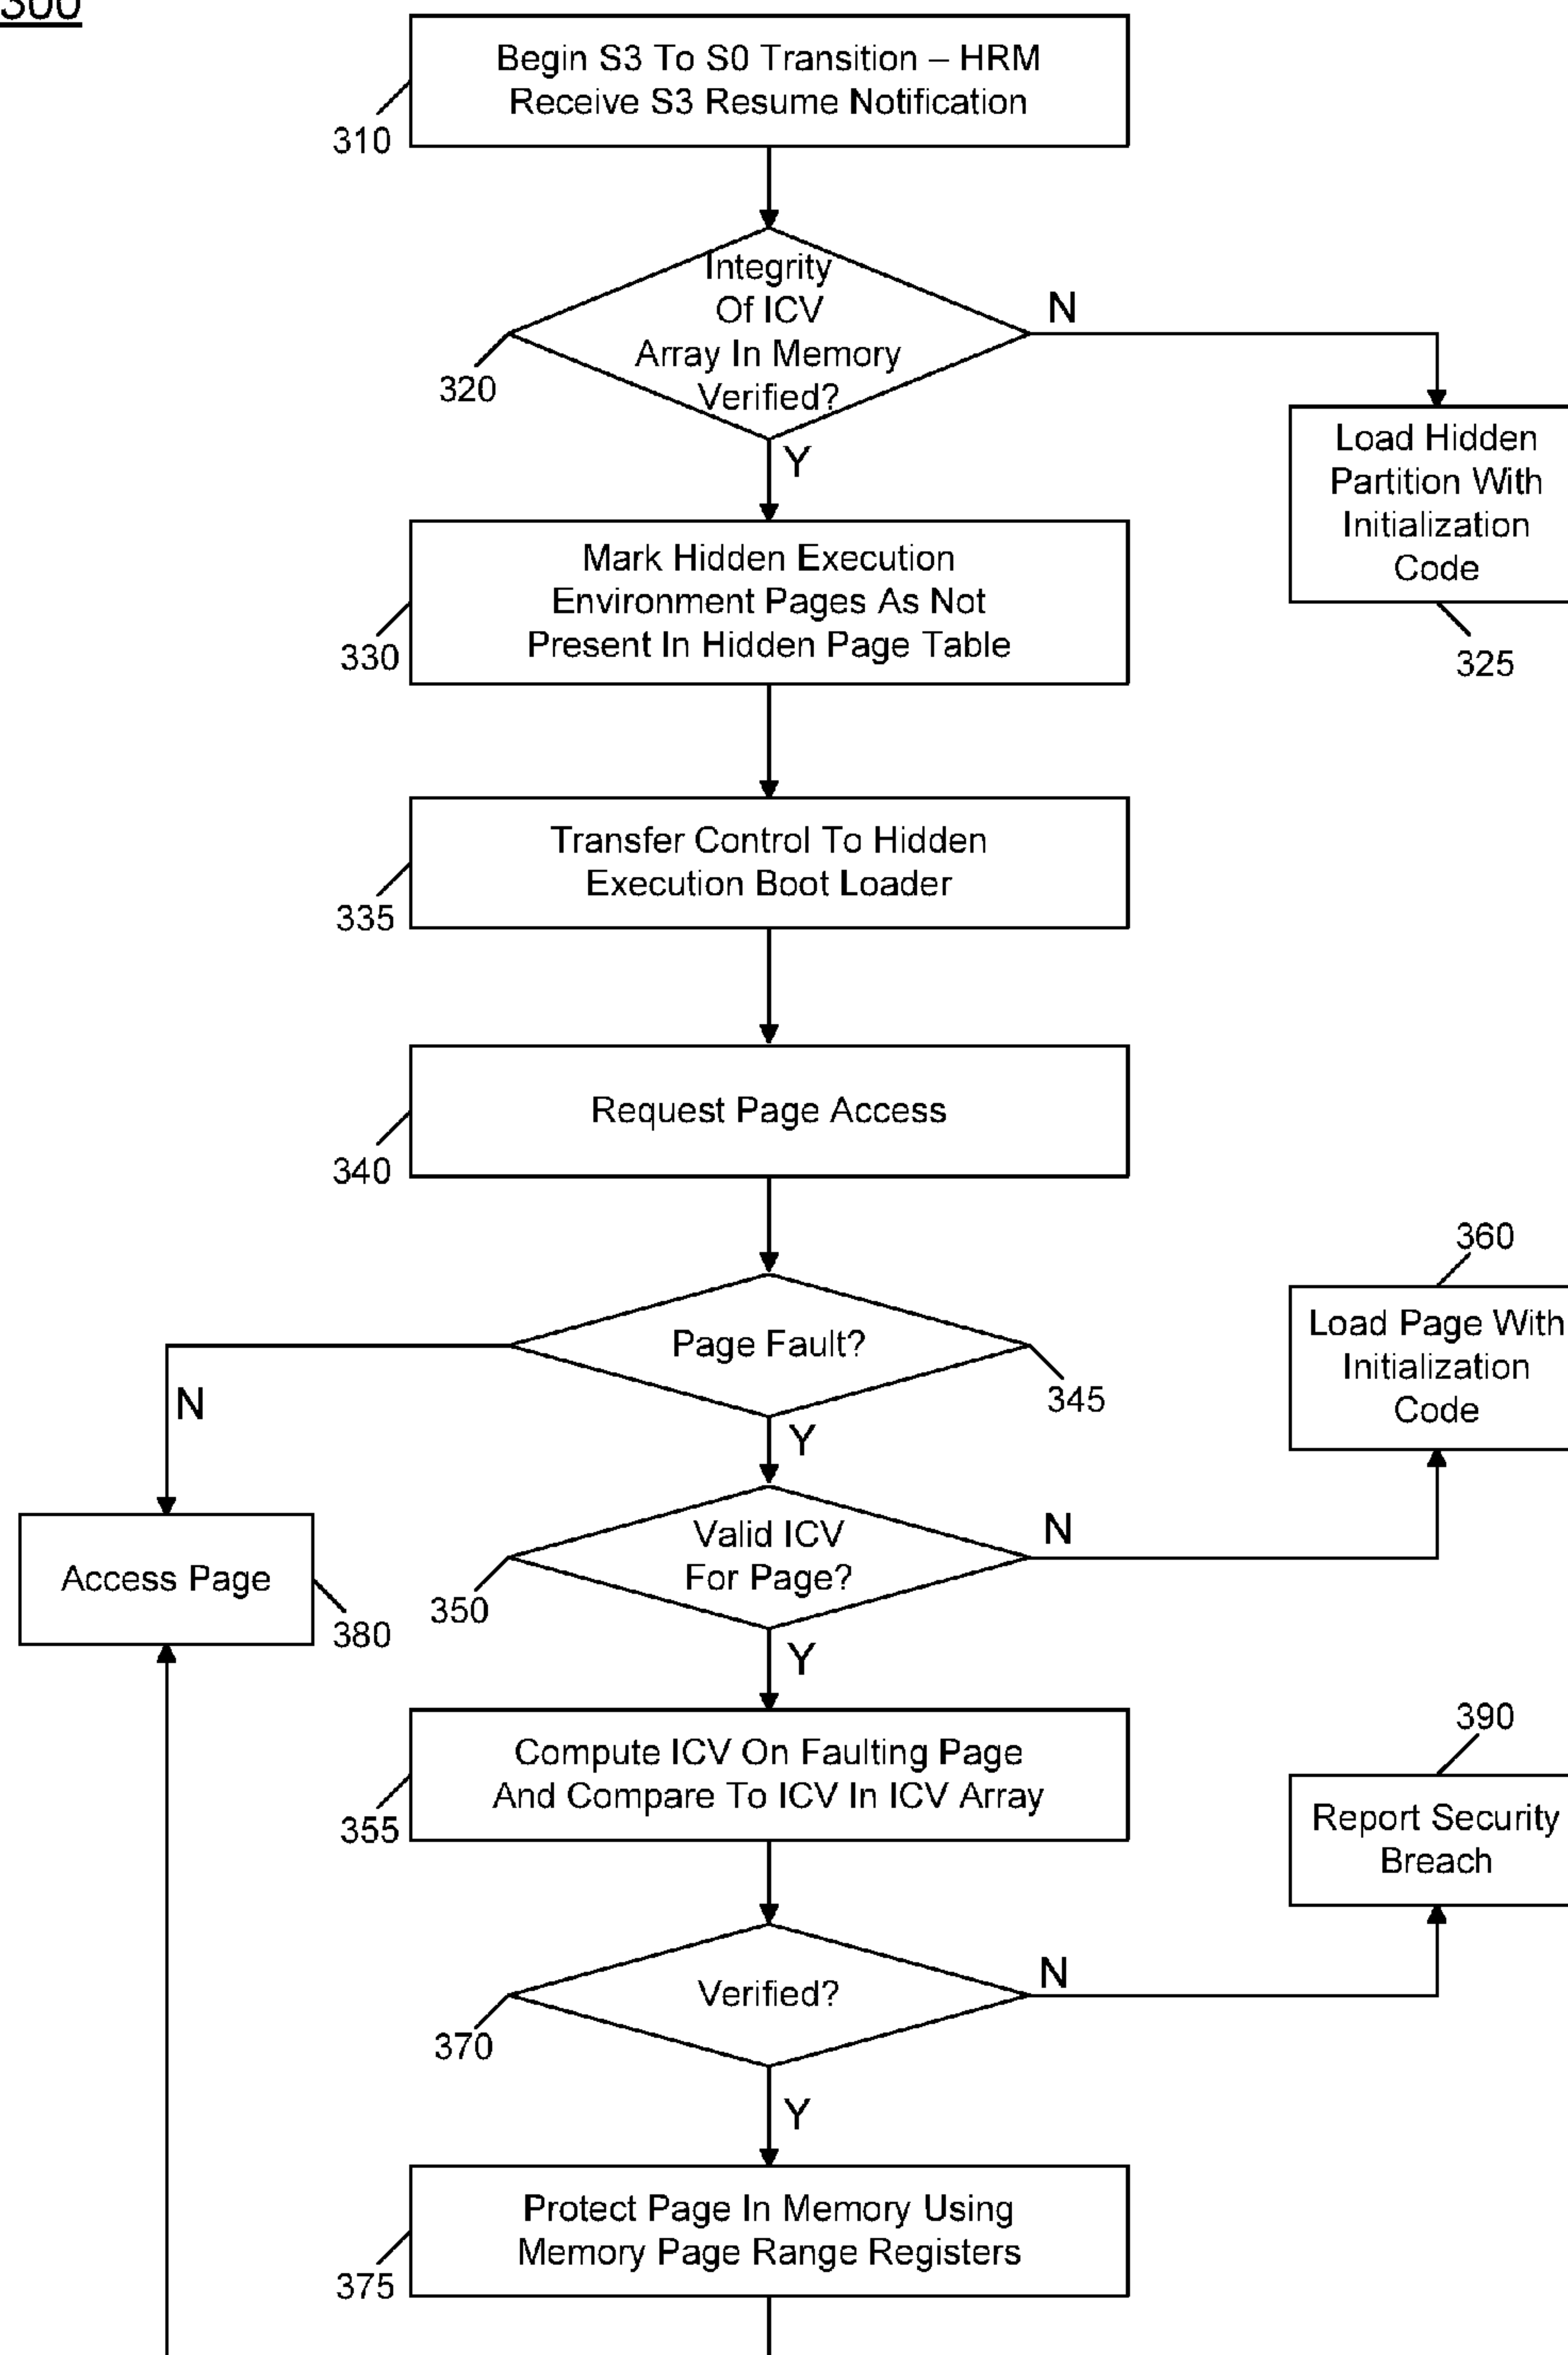 300
Begin S3 To S0 Transition – HRM
Receive S3 Resume Notification
310
Integrity
Of ICV
Array In Memory
Verified?
320
N
Y
Load Hidden
Partition With
Initialization
Code
325
Mark Hidden Execution
Environment Pages As Not
Present In Hidden Page Table
330
Transfer Control To Hidden
Execution Boot Loader
335
Request Page Access
340
Page Fault?
345
N
Y
360
Load Page With
Initialization
Code
Access Page
380
Valid ICV
For Page?
350
N
Y
Compute ICV On Faulting Page
And Compare To ICV In ICV Array
355
390
Report Security
Breach
Verified?
370
N
Y
Protect Page In Memory Using
Memory Page Range Registers
375